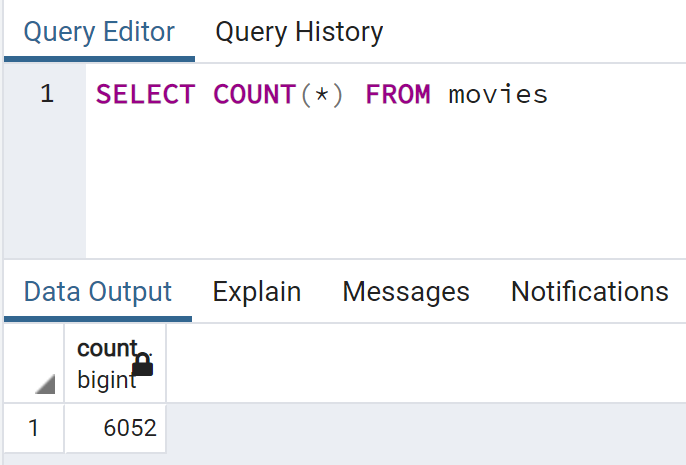 Query Editor Query History
1 SELECT COUNT(*) FROM movies
Data Output Explain Messages Notifications
count
bigint
1 6052